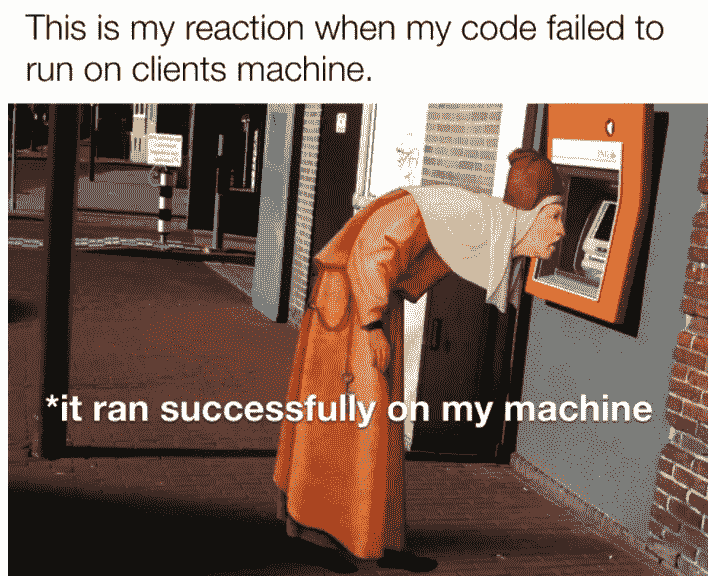 This is my reaction when my code failed to
run on clients machine.
*it ran successfully on my machine